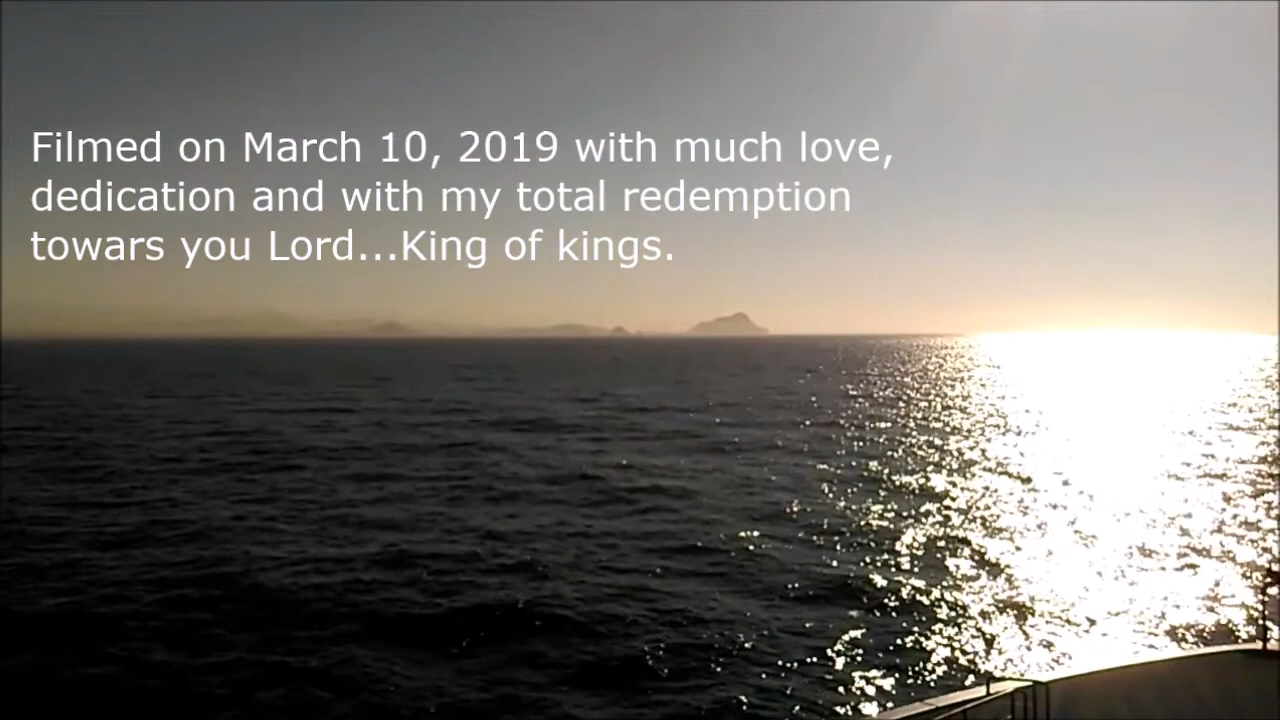 Filmed on March 10, 2019 with much love,
dedication and with my total redemption
towars you Lord...King of kings.